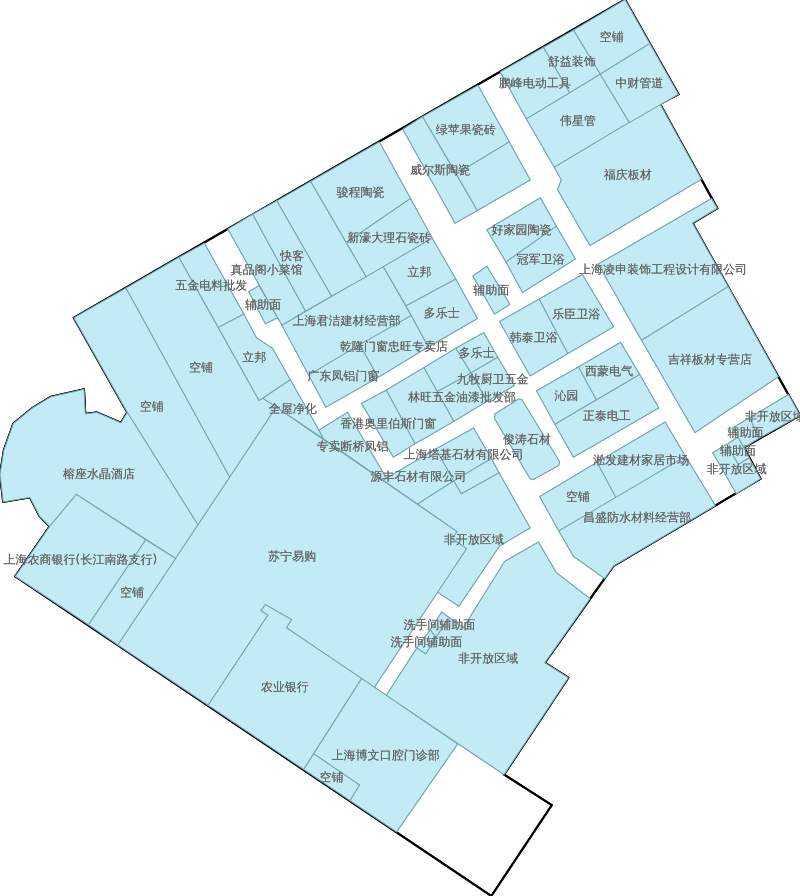 空铺
舒益装饰
鹏峰电动工具
中财管道
伟星管
绿苹果瓷砖
威尔斯陶瓷
福庆板材
骏程陶瓷
好家园陶瓷
新濠大理石瓷砖
快客
冠军卫浴
真品阁小菜馆
立邦
上海凌申装饰工程设计有限公司
五金电料批发
辅助面
辅助面
多乐士
乐臣卫浴
上海君洁建材经营部
韩泰卫浴
乾隆门窗忠旺专卖店
多乐士
立邦
吉祥板材专营店
空铺
西蒙电气
广东凤铝门窗
九牧厨卫五金
沁园
林旺五金油漆批发部
空铺
全屋净化
正泰电工
非开放区域
香港奥里伯斯门窗
辅助面
俊涛石材
专实断桥凤铝
辅助面
上海塔基石材有限公司
淞发建材家居市场
非开放区域
榕座水晶酒店
源丰石材有限公司
空铺
昌盛防水材料经营部
非开放区域
苏宁易购
上海农商银行(长江南路支行)
空铺
洗手间辅助面
洗手间辅助面
非开放区域
农业银行
上海博文口腔门诊部
空铺